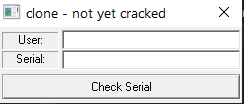 clone - not yet cracked
User:
Serial:
Check Serial